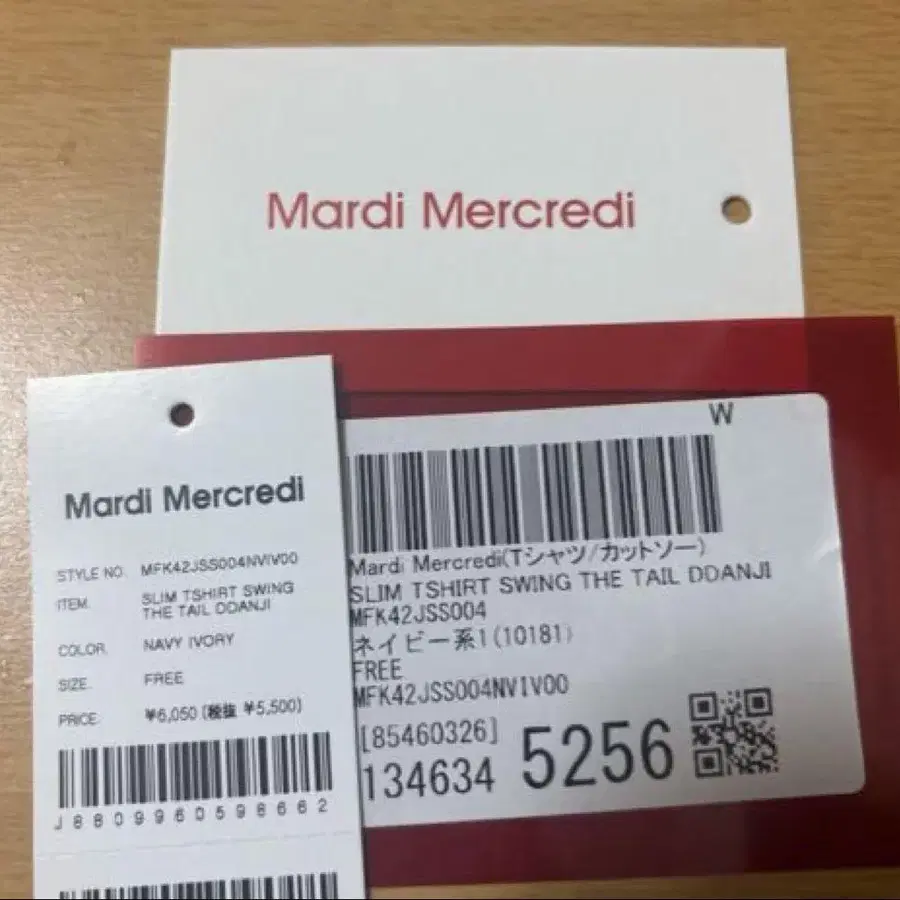 Mardi Mercredi
Mardi Mercredi
STYLE NO. MFK42JSS004NVIV00
ITEM. SLIM TSHIRT SWING
THE TAIL DDANJI
COLOR. NAVY IVORY
SIZE. FREE
PRICE. ¥6,050 (税抜 ¥5,500)
J8809960598662
W
Mardi Mercredi(Tシャツ/カットソー)
SLIM TSHIRT SWING THE TAIL DDANJI
MFK42JSS004
ネイビー系1(10181)
FREE
MFK42JSS004NVIV00
[85460326]
134634 5256